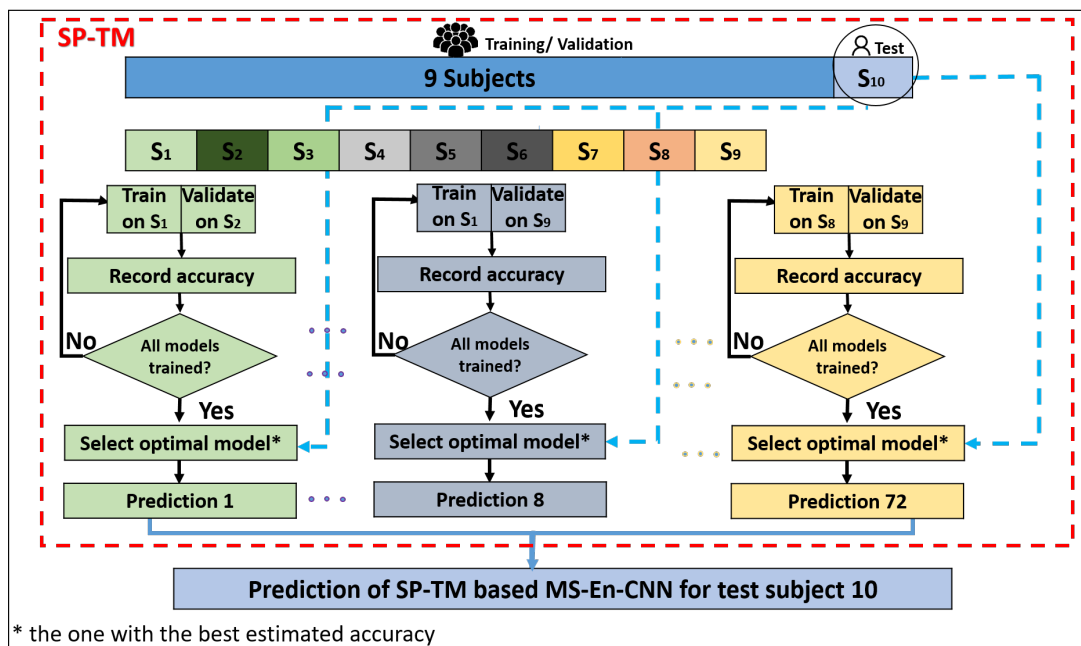 SP-TM
Training/ Validation
Test
9 Subjects
S10
S1 S2 S3 S4 S5 S6 S7 S8 S9
Train on S1
Validate on S2
Record accuracy
No
All models trained?
Yes
Select optimal model*
Prediction 1
Train on S1
Validate on S9
Record accuracy
No
All models trained?
Yes
Select optimal model*
Prediction 8
Train on S8
Validate on S9
Record accuracy
No
All models trained?
Yes
Select optimal model*
Prediction 72
Prediction of SP-TM based MS-En-CNN for test subject 10
* the one with the best estimated accuracy